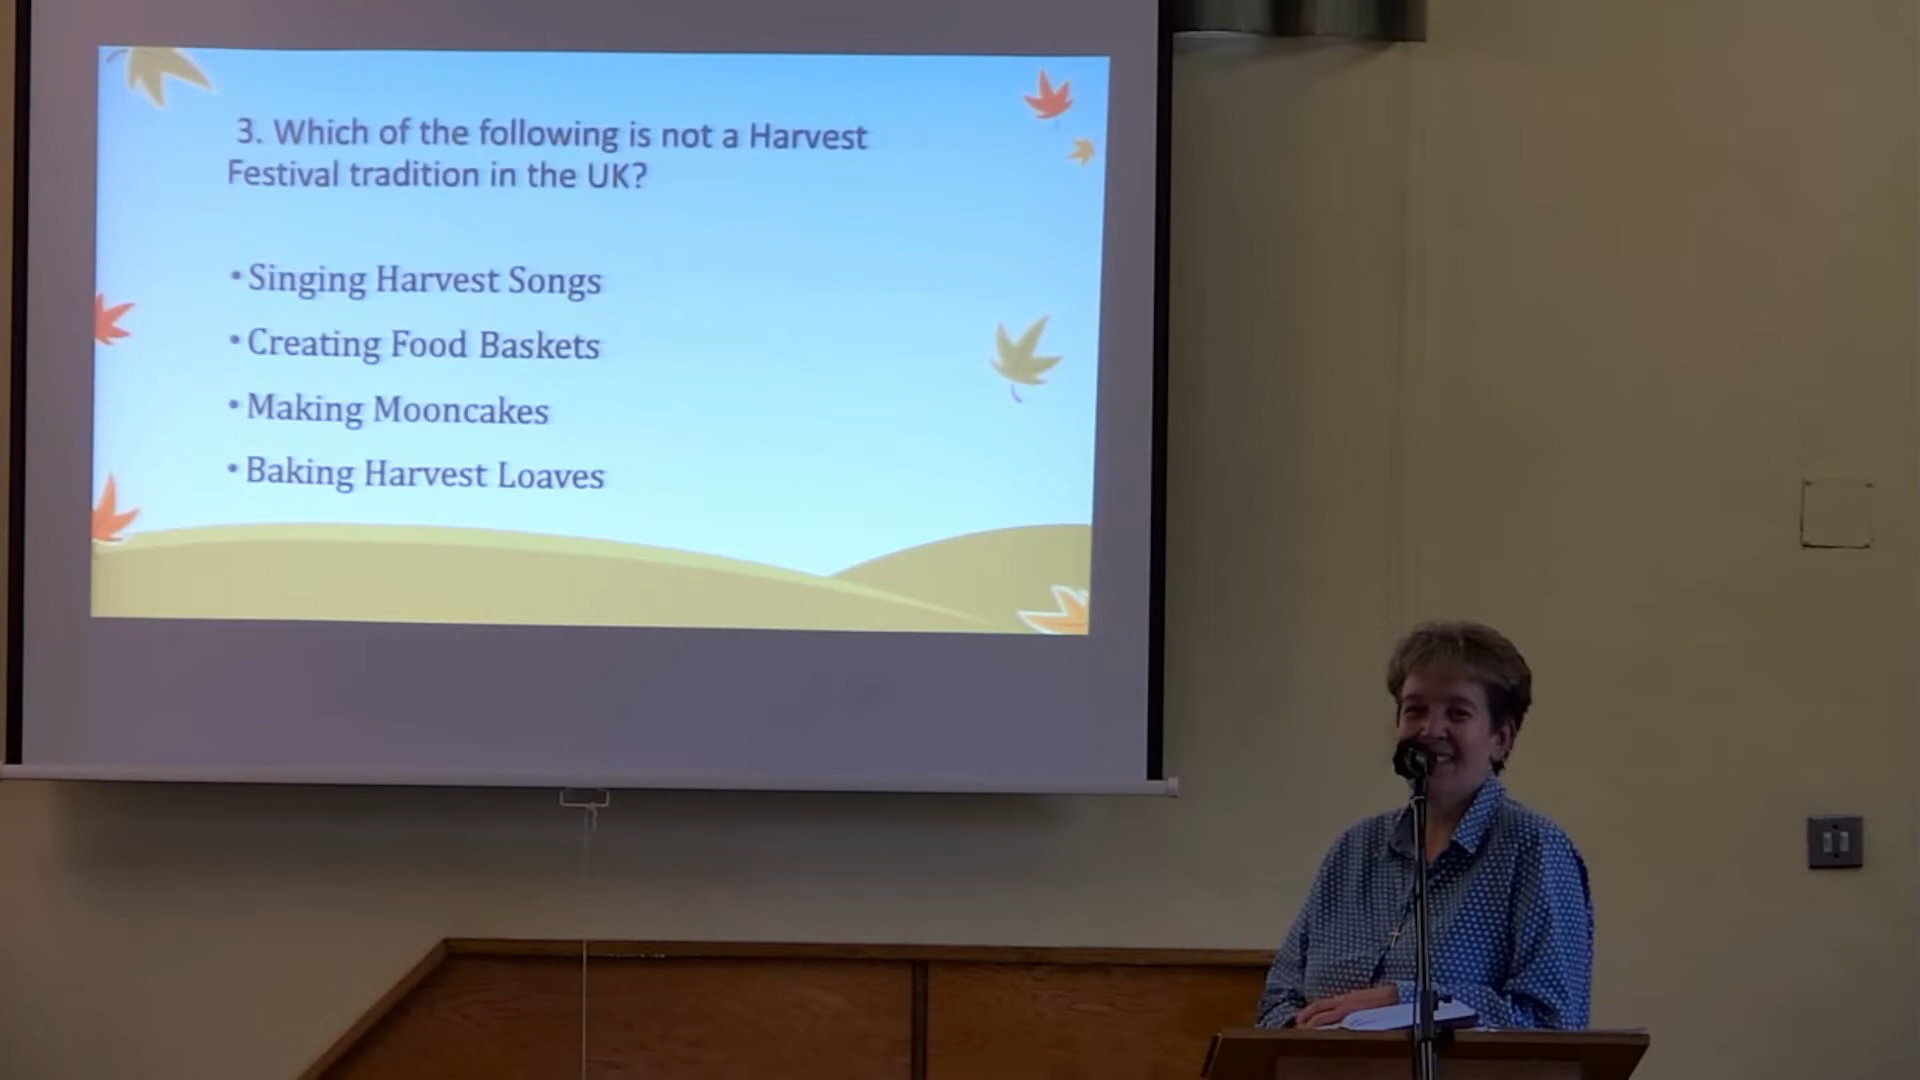 3. Which of the following is not a Harvest
Festival tradition in the UK?
• Singing Harvest Songs
• Creating Food Baskets
• Making Mooncakes
• Baking Harvest Loaves